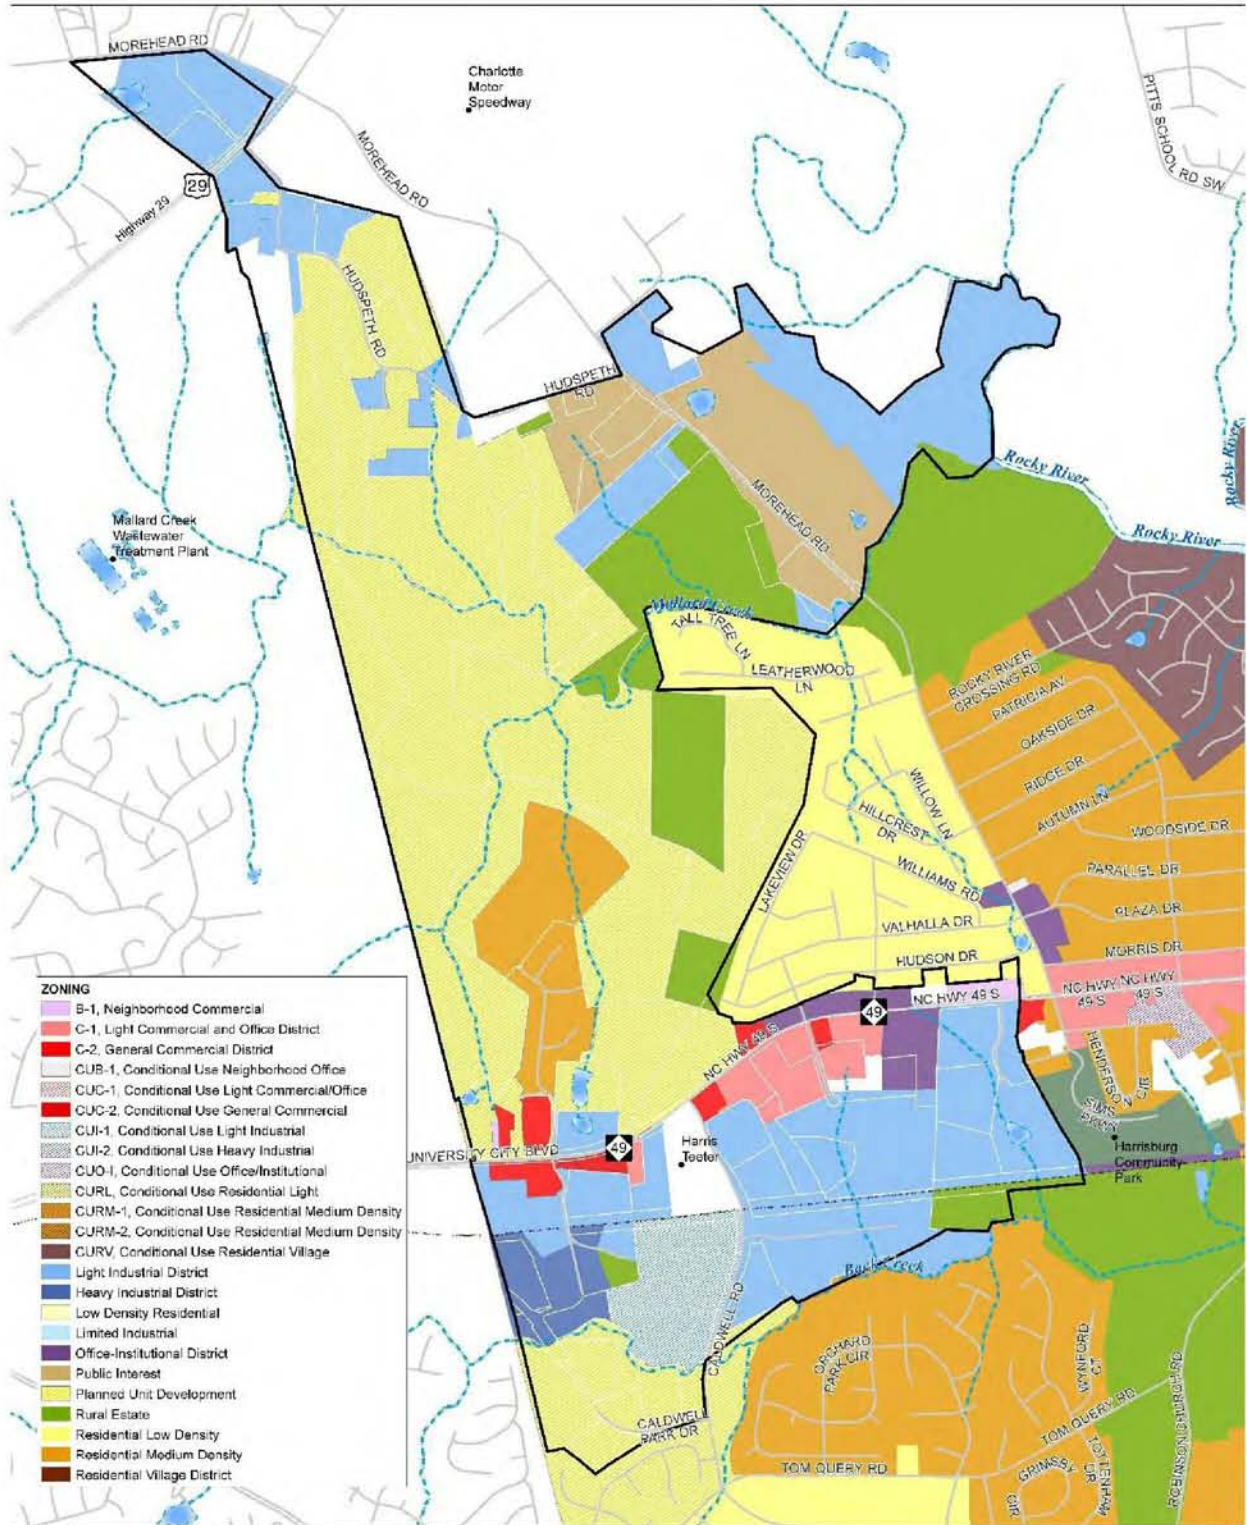 MOREHEAD RD
Charlotte
Motor
Speedway
PITTS SCHOOL RD SW
MOREHEAD RD
29
Highway 29
HUDSPETH RD
HUDSPETH
RD
Rocky River
Rocky River
MOREHEAD RD
Rocky River
Mallard Creek
Wastewater
Treatment Plant
Mallard Creek
TALL TREE LN
LEATHERWOOD
LN
ROCKY RIVER
CROSSING RD
PATRICIA AV
OAKSIDE DR
RIDGE DR
AUTUMN LN
WILLOW LN
HILLCREST
DR
WOODSIDE DR
LAKEVIEW DR
WILLIAMS RD
PARALLEL DR
PLAZA DR
VALHALLA DR
MORRIS DR
HUDSON DR
NC HWY 49 S
NC HWY
49 S
NC HWY
49 S
49
NC HWY 49 S
HENDERSON
CIR
SIMS
PKWY
49
UNIVERSITY CITY BLVD
Harris
Teeter
Harrisburg
Community
Park
Back Creek
CALDWELL RD
ORCHARD
PARK CIR
WYNFORD
CT
TOM QUERY RD
ROBINSON CHURCH RD
CALDWELL
PARK DR
TOM QUERY RD
GRIMSBY
CIR
TOTTENHAM
CIR
ZONING
B-1, Neighborhood Commercial
C-1, Light Commercial and Office District
C-2, General Commercial District
CUB-1, Conditional Use Neighborhood Office
CUC-1, Conditional Use Light Commercial/Office
CUC-2, Conditional Use General Commercial
CUI-1, Conditional Use Light Industrial
CUI-2, Conditional Use Heavy Industrial
CUO-I, Conditional Use Office/Institutional
CURL, Conditional Use Residential Light
CURM-1, Conditional Use Residential Medium Density
CURM-2, Conditional Use Residential Medium Density
CURV, Conditional Use Residential Village
Light Industrial District
Heavy Industrial District
Low Density Residential
Limited Industrial
Office-Institutional District
Public Interest
Planned Unit Development
Rural Estate
Residential Low Density
Residential Medium Density
Residential Village District